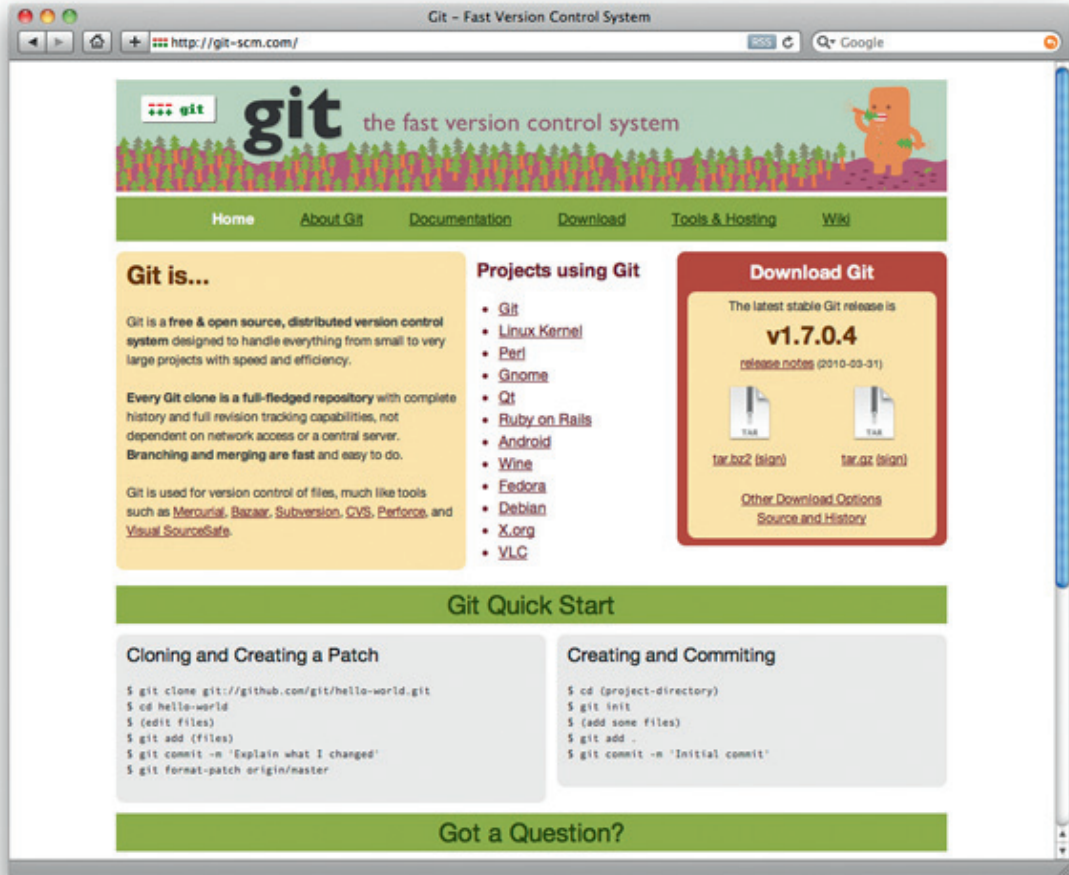 Git - Fast Version Control System
http://git-scm.com/
RSS
Google
git
git
the fast version control system
Home
About Git
Documentation
Download
Tools & Hosting
Wiki
Git is...
Git is a free & open source, distributed version control
system designed to handle everything from small to very
large projects with speed and efficiency.
Every Git clone is a full-fledged repository with complete
history and full revision tracking capabilities, not
dependent on network access or a central server.
Branching and merging are fast and easy to do.
Git is used for version control of files, much like tools
such as Mercurial, Bazaar, Subversion, CVS, Perforce, and
Visual SourceSafe.
Projects using Git
Git
Linux Kernel
Perl
Gnome
Qt
Ruby on Rails
Android
Wine
Fedora
Debian
X.org
VLC
Download Git
The latest stable Git release is
v1.7.0.4
release notes (2010-03-31)
TAR
TAR
tar.bz2 (sign)
tar.gz (sign)
Other Download Options
Source and History
Git Quick Start
Cloning and Creating a Patch
$ git clone git://github.com/git/hello-world.git
$ cd hello-world
$ (edit files)
$ git add (files)
$ git commit -m 'Explain what I changed'
$ git format-patch origin/master
Creating and Commiting
$ cd (project-directory)
$ git init
$ (add some files)
$ git add .
$ git commit -m 'Initial commit'
Got a Question?